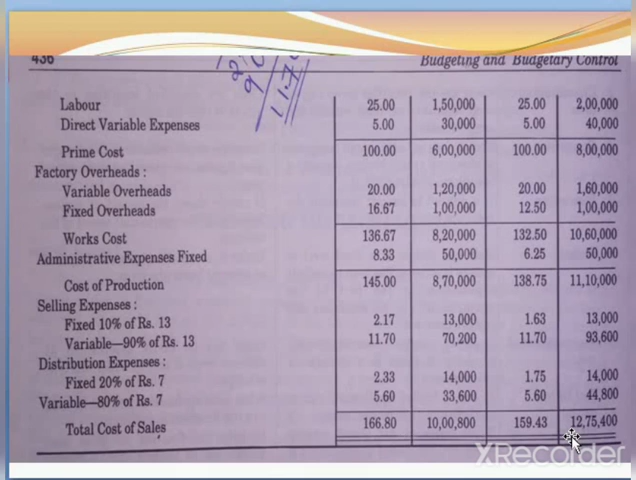 436 Budgeting and Budgetary Control
Labour 25.00 1,50,000 25.00 2,00,000
Direct Variable Expenses 5.00 30,000 5.00 40,000
Prime Cost 100.00 6,00,000 100.00 8,00,000
Factory Overheads :
Variable Overheads 20.00 1,20,000 20.00 1,60,000
Fixed Overheads 16.67 1,00,000 12.50 1,00,000
Works Cost 136.67 8,20,000 132.50 10,60,000
Administrative Expenses Fixed 8.33 50,000 6.25 50,000
Cost of Production 145.00 8,70,000 138.75 11,10,000
Selling Expenses :
Fixed 10% of Rs. 13 2.17 13,000 1.63 13,000
Variable—90% of Rs. 13 11.70 70,200 11.70 93,600
Distribution Expenses :
Fixed 20% of Rs. 7 2.33 14,000 1.75 14,000
Variable—80% of Rs. 7 5.60 33,600 5.60 44,800
Total Cost of Sales 166.80 10,00,800 159.43 12,75,400
XRecorder